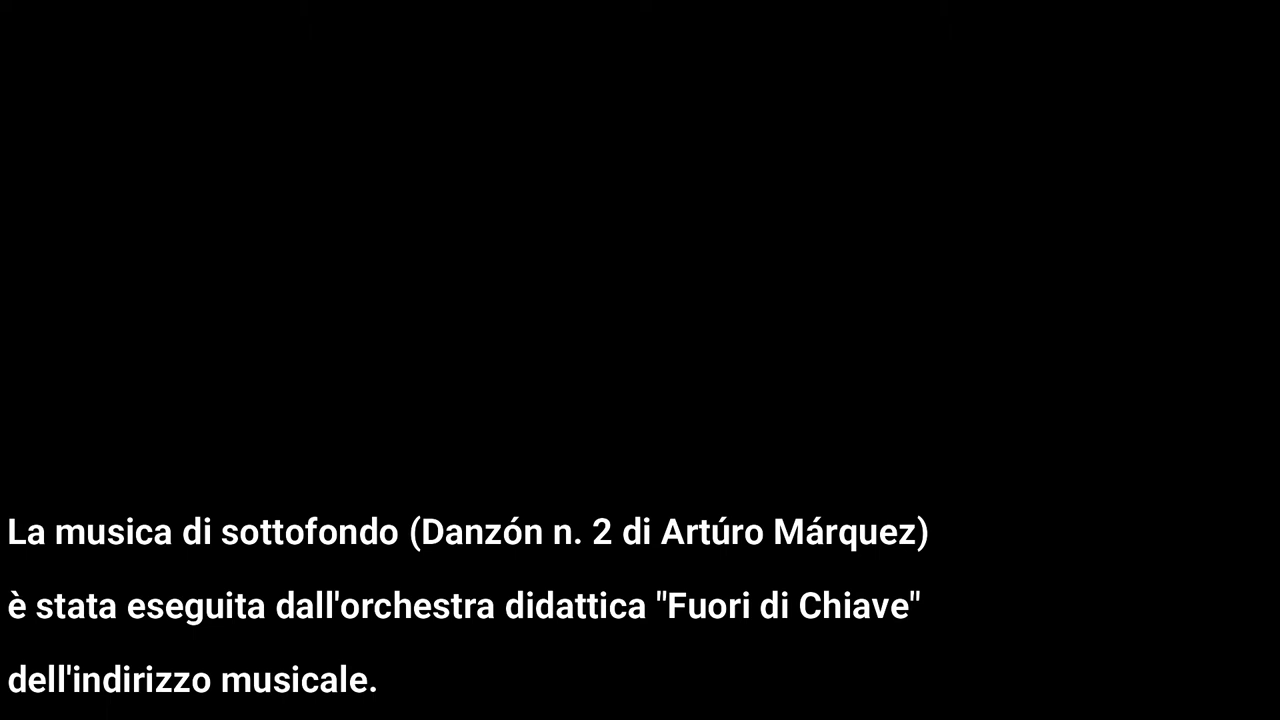 La musica di sottofondo (Danzón n. 2 di Artúro Márquez)
è stata eseguita dall'orchestra didattica "Fuori di Chiave"
dell'indirizzo musicale.